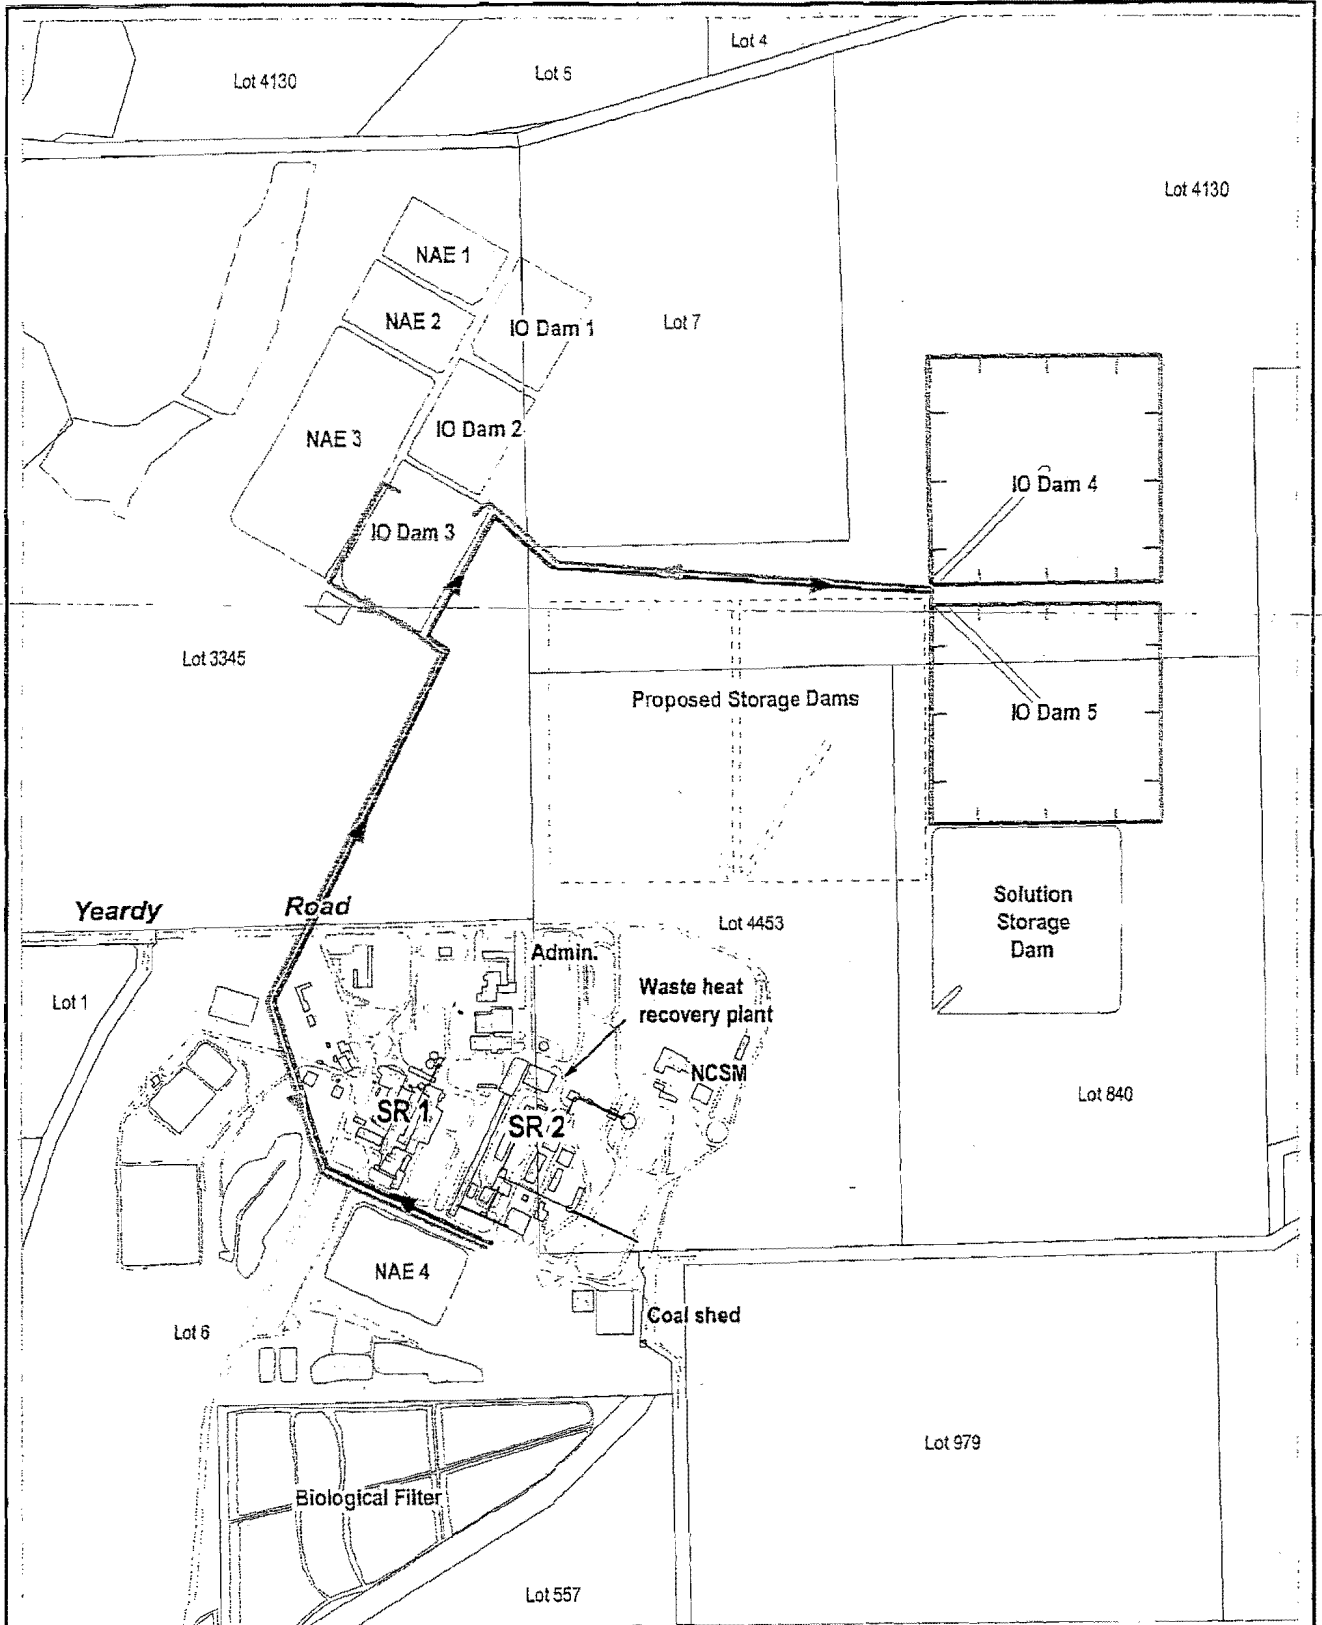 Lot 4
Lot 5
Lot 4130
Lot 4130
NAE 1
NAE 2
IO Dam 1
Lot 7
NAE 3
IO Dam 2
IO Dam 4
IO Dam 3
Lot 3345
Proposed Storage Dams
IO Dam 5
Yeardy Road
Solution
Storage
Dam
Lot 4453
Admin.
Lot 1
Waste heat
recovery plant
NCSM
Lot 840
SR 1
SR 2
NAE 4
Coal shed
Lot 6
Lot 979
Biological Filter
Lot 557